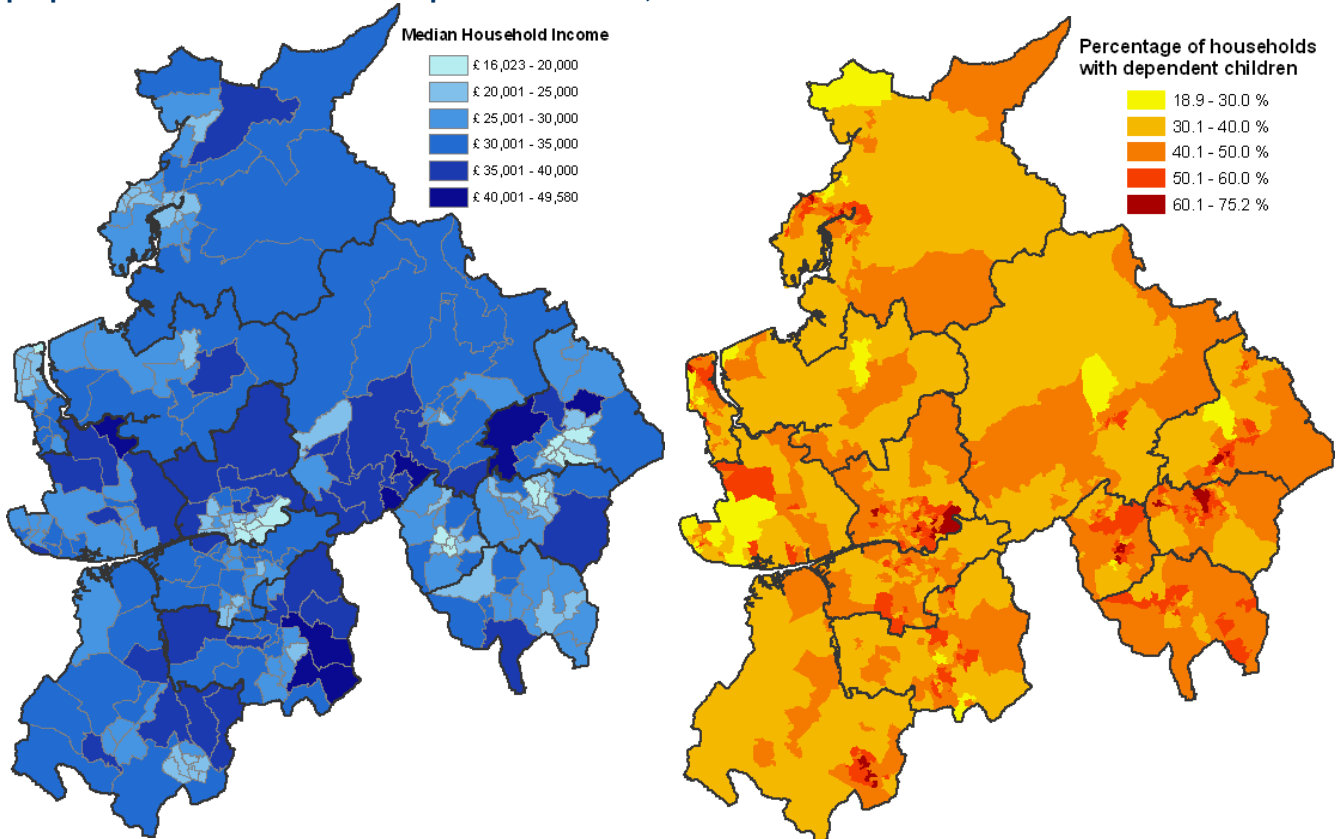 Median Household Income
£ 16,023 - 20,000
£ 20,001 - 25,000
£ 25,001 - 30,000
£ 30,001 - 35,000
£ 35,001 - 40,000
£ 40,001 - 49,580
Percentage of households
with dependent children
18.9 - 30.0 %
30.1 - 40.0 %
40.1 - 50.0 %
50.1 - 60.0 %
60.1 - 75.2 %